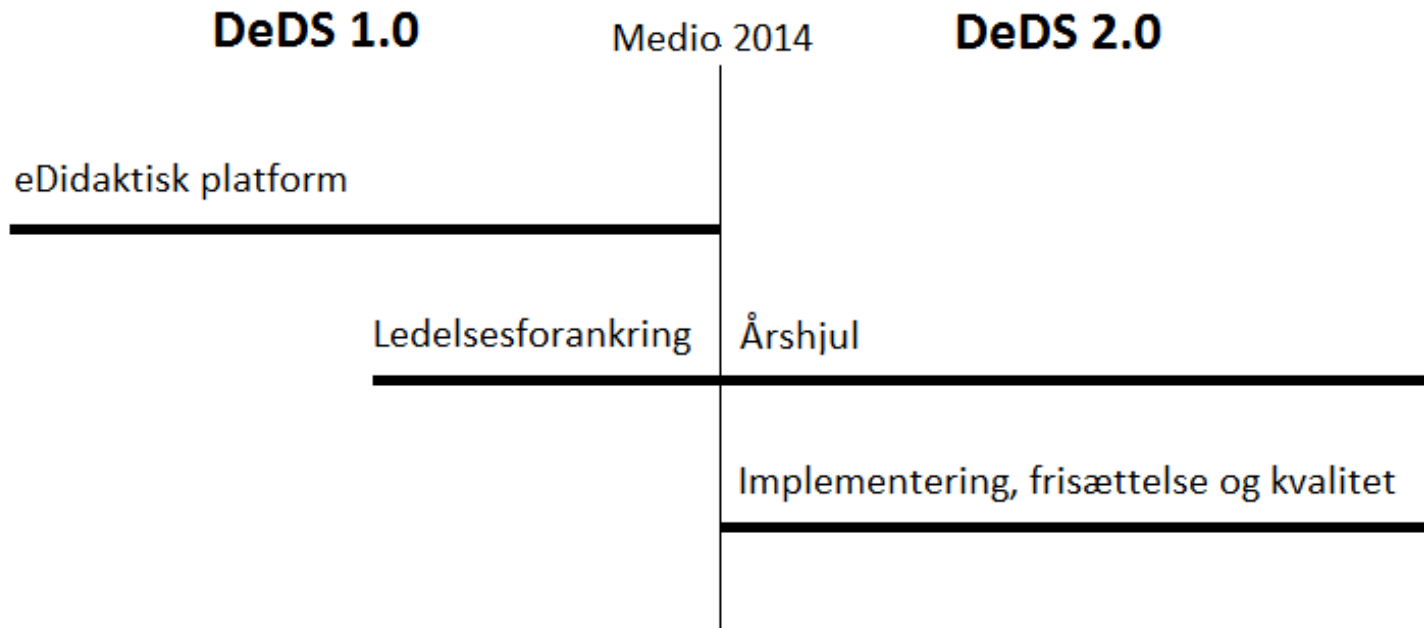 DeDS 1.0
Medio 2014
DeDS 2.0
eDidaktisk platform
Ledelsesforankring
Årshjul
Implementering, frisættelse og kvalitet